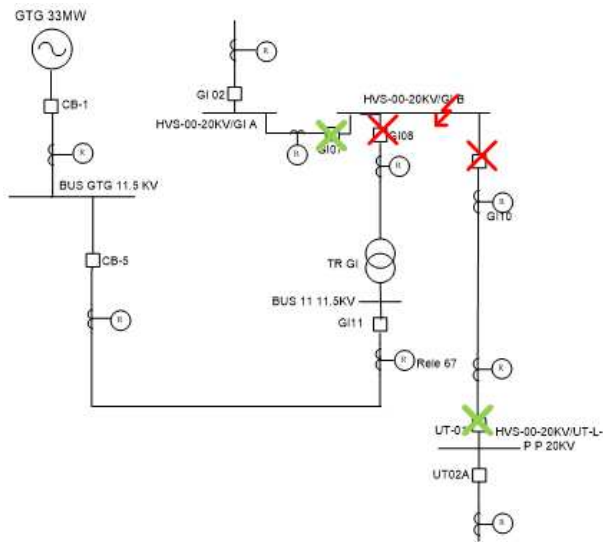 GTG 33MW
CB-1
R
BUS GTG 11.5 KV
CB-5
R
R
GI 02
HVS-00-20KV/GI A
R
GI07
HVS-00-20KV/GI B
GI08
R
TR GI
BUS 11 11.5KV
GI11
R
Rele 67
R
GI10
R
UT-01
HVS-00-20KV/UT-L-
P P 20KV
UT02A
R